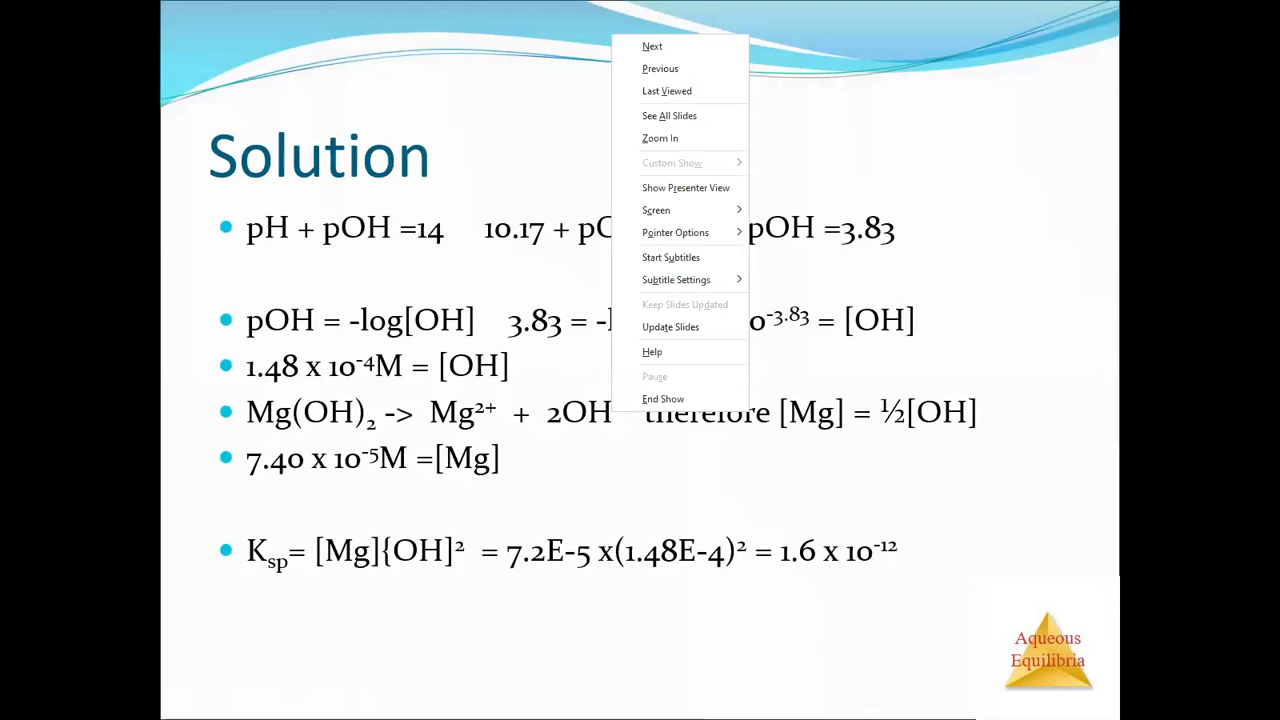 Solution
• pH + pOH =14 10.17 + pO pOH =3.83
• pOH = -log[OH] 3.83 = -l 0⁻³·⁸³ = [OH]
• 1.48 x 10⁻⁴M = [OH]
• Mg(OH)₂ -> Mg²⁺ + 2OH therefore [Mg] = ½[OH]
• 7.40 x 10⁻⁵M =[Mg]
• Kₛₚ= [Mg]{OH]² = 7.2E-5 x(1.48E-4)² = 1.6 x 10⁻¹²
Next
Previous
Last Viewed
See All Slides
Zoom In
Custom Show
Show Presenter View
Screen
Pointer Options
Start Subtitles
Subtitle Settings
Keep Slides Updated
Update Slides
Help
Pause
End Show
Aqueous
Equilibria